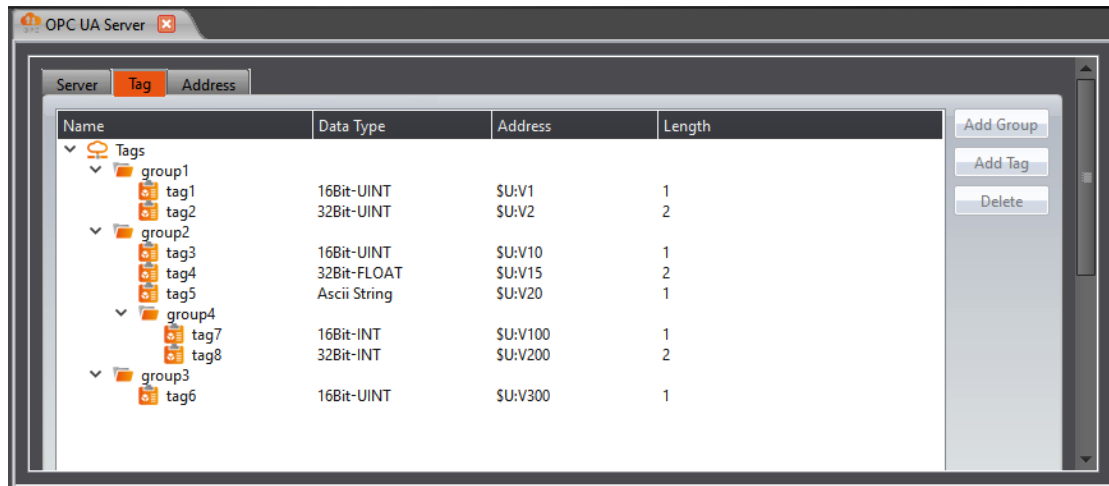 OPC UA Server
Server Tag Address
Name Data Type Address Length
Add Group
Tags
group1
Add Tag
tag1 16Bit-UINT $U:V1 1
tag2 32Bit-UINT $U:V2 2
Delete
group2
tag3 16Bit-UINT $U:V10 1
tag4 32Bit-FLOAT $U:V15 2
tag5 Ascii String $U:V20 1
group4
tag7 16Bit-INT $U:V100 1
tag8 32Bit-INT $U:V200 2
group3
tag6 16Bit-UINT $U:V300 1